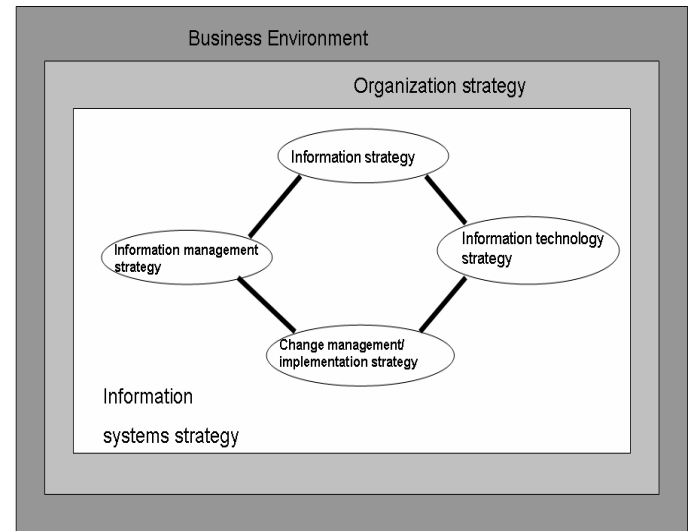 Business Environment
Organization strategy
Information strategy
Information management
strategy
Information technology
strategy
Change management/
implementation strategy
Information
systems strategy